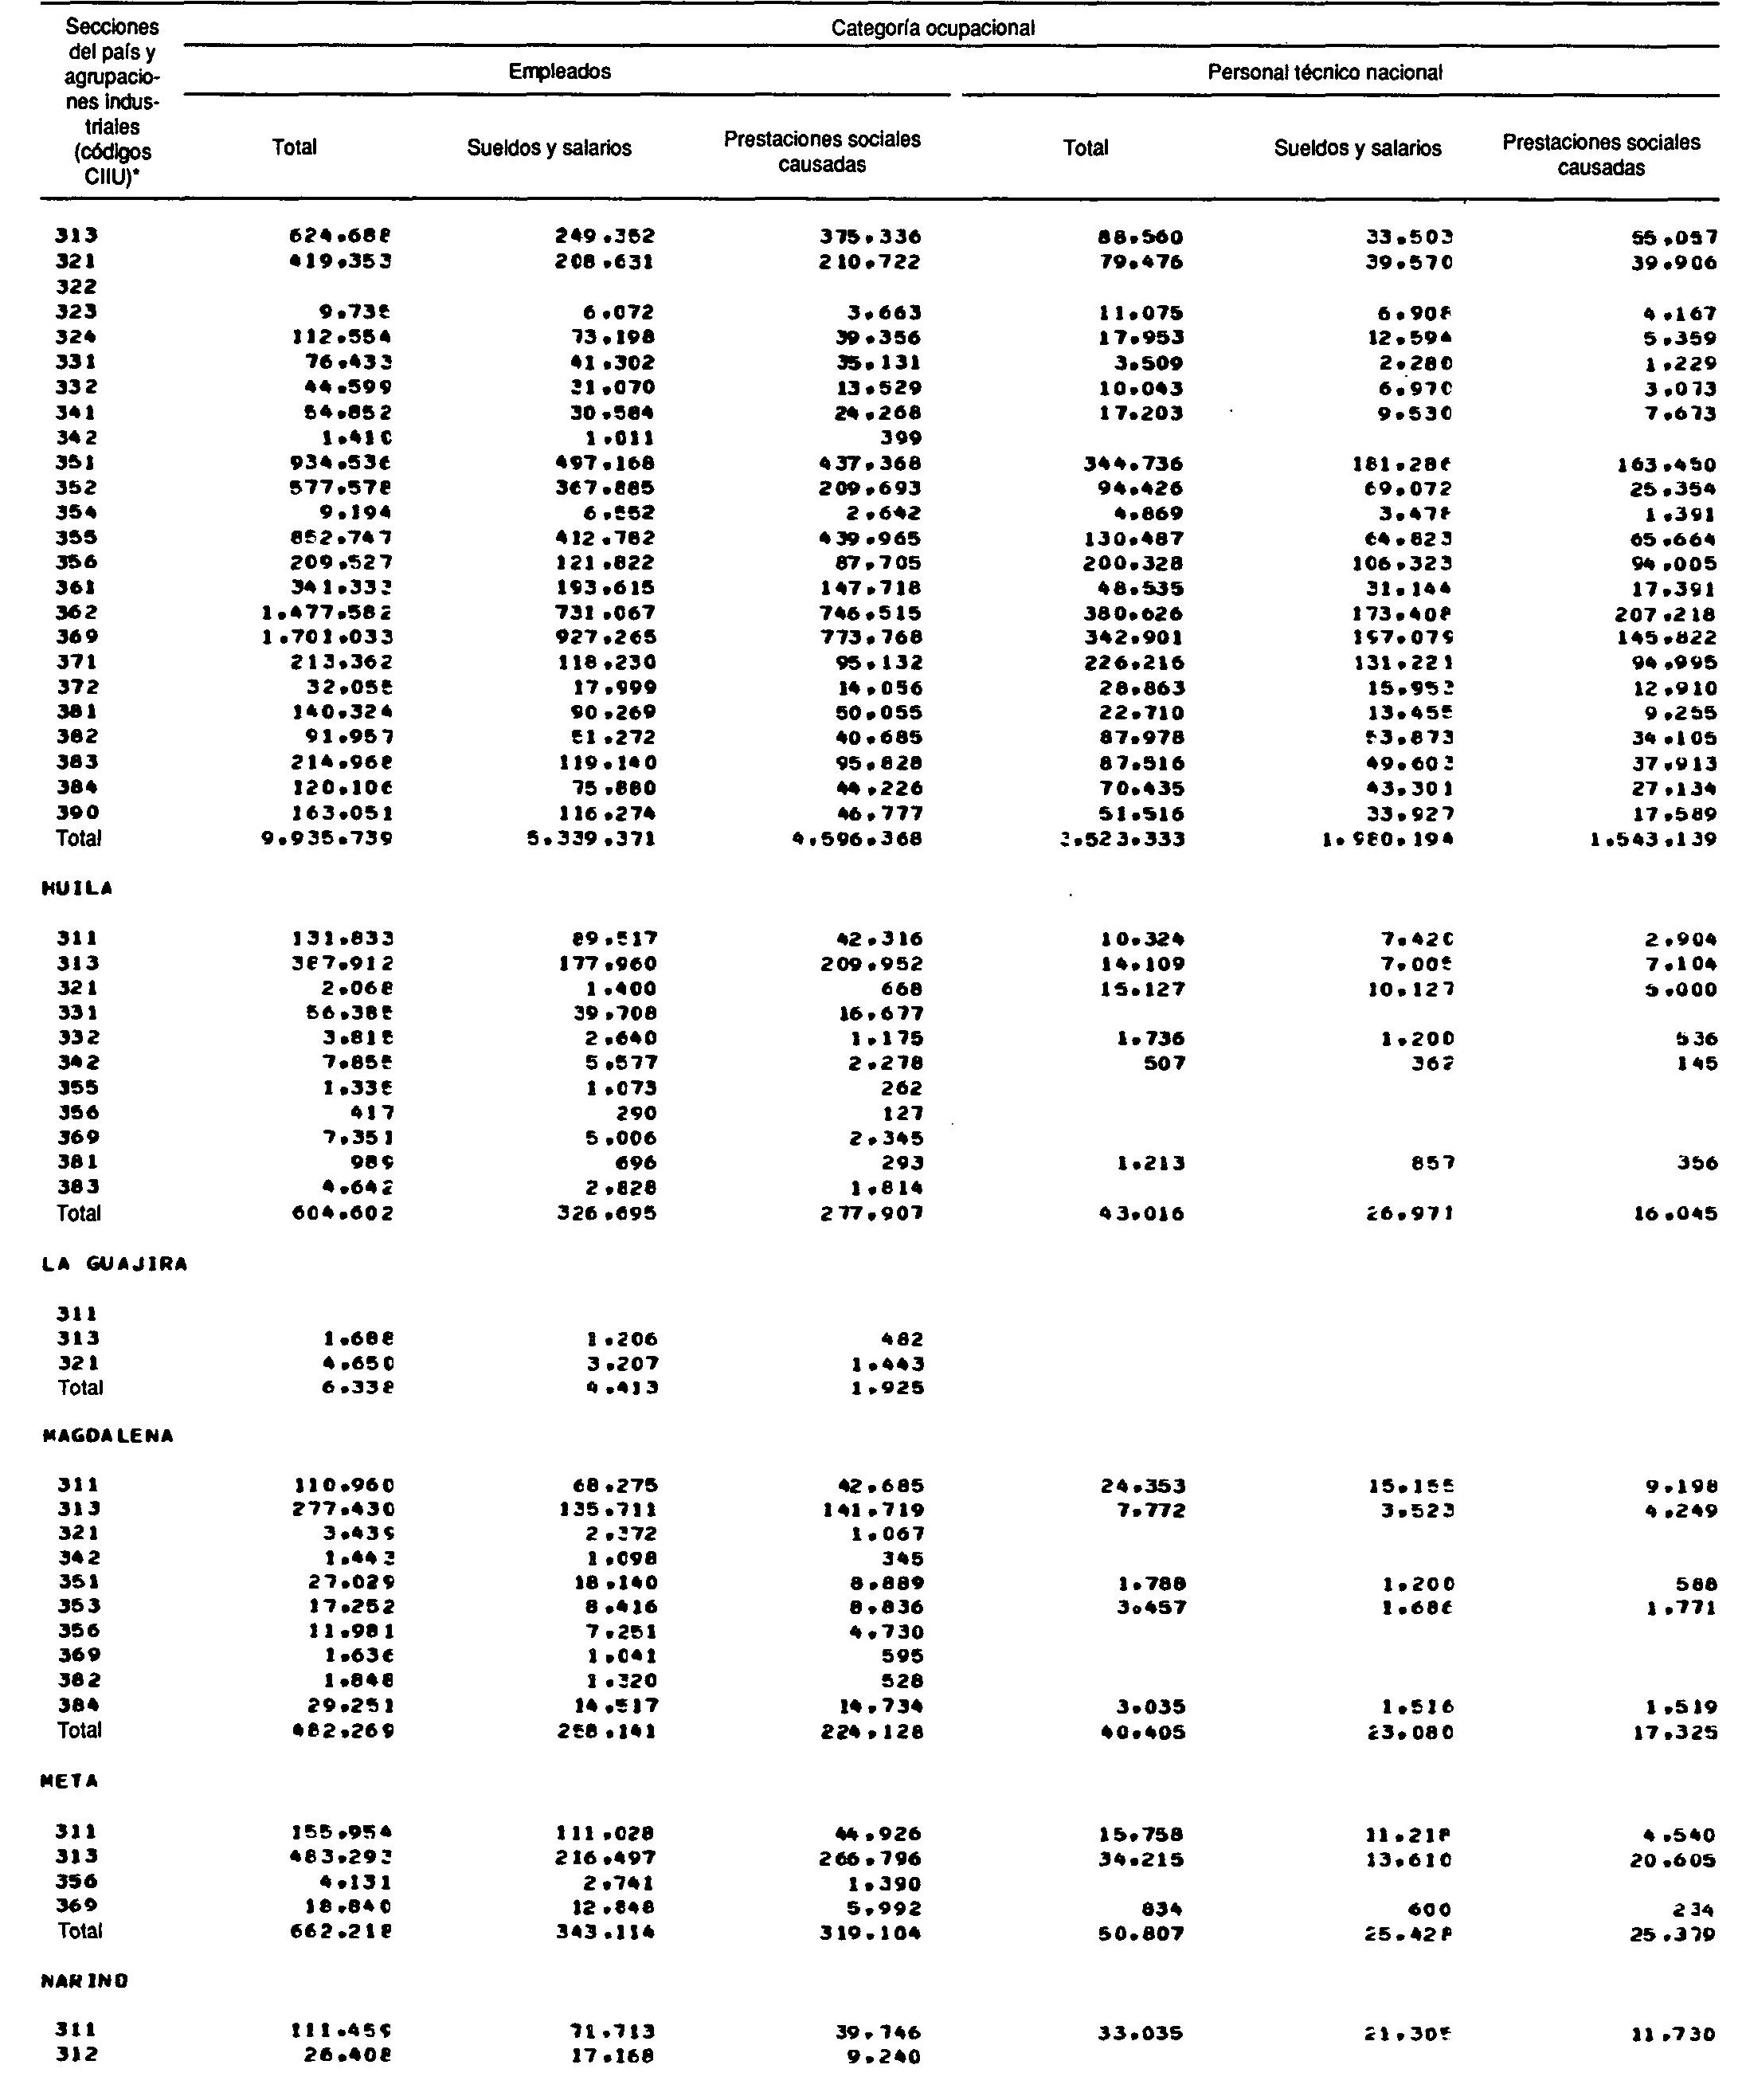 Secciones del país y agrupacio- nes indus- triales (códigos CIIU)*
Categoría ocupacional
Empleados Personal técnico nacional
Total Sueldos y salarios Prestaciones sociales causadas Total Sueldos y salarios Prestaciones sociales causadas
313 624.688 249.352 375.336 88.560 33.503 55.057
321 419.353 208.631 210.722 79.476 39.570 39.906
322
323 9.735 6.072 3.663 11.075 6.908 4.167
324 112.554 73.198 39.356 17.953 12.594 5.359
331 76.433 41.302 35.131 3.509 2.280 1.229
332 44.599 31.070 13.529 10.043 6.970 3.073
341 54.852 30.584 24.268 17.203 9.530 7.673
342 1.410 1.011 399
351 934.536 497.168 437.368 344.736 181.286 163.450
352 577.578 367.885 209.693 94.426 69.072 25.354
354 9.194 6.552 2.642 4.869 3.478 1.391
355 852.747 412.782 439.965 130.487 64.823 65.664
356 209.527 121.822 87.705 200.328 106.323 94.005
361 341.333 193.615 147.718 48.535 31.144 17.391
362 1.477.582 731.067 746.515 380.626 173.408 207.218
369 1.701.033 927.265 773.768 342.901 197.079 145.822
371 213.362 118.230 95.132 226.216 131.221 94.995
372 32.055 17.999 14.056 28.863 15.953 12.910
381 140.324 90.269 50.055 22.710 13.455 9.255
382 91.957 51.272 40.685 87.978 53.873 34.105
383 214.968 119.140 95.828 87.516 49.603 37.913
384 120.106 75.880 44.226 70.435 43.301 27.134
390 163.051 116.274 46.777 51.516 33.927 17.589
Total 9.935.739 5.339.371 4.596.368 3.523.333 1.980.194 1.543.139
HUILA
311 131.833 89.517 42.316 10.324 7.420 2.904
313 387.912 177.960 209.952 14.109 7.005 7.104
321 2.068 1.400 668 15.127 10.127 5.000
331 56.385 39.708 16.677
332 3.815 2.640 1.175 1.736 1.200 536
342 7.855 5.577 2.278 507 362 145
355 1.335 1.073 262
356 417 290 127
369 7.351 5.006 2.345
381 989 696 293 1.213 857 356
383 4.642 2.828 1.814
Total 604.602 326.695 277.907 43.016 26.971 16.045
LA GUAJIRA
311
313 1.688 1.206 482
321 4.650 3.207 1.443
Total 6.338 4.413 1.925
MAGDALENA
311 110.960 68.275 42.685 24.353 15.155 9.198
313 277.430 135.711 141.719 7.772 3.523 4.249
321 3.439 2.372 1.067
342 1.443 1.098 345
351 27.029 18.140 8.889 1.788 1.200 588
353 17.252 8.416 8.836 3.457 1.686 1.771
356 11.981 7.251 4.730
369 1.636 1.041 595
382 1.848 1.320 528
384 29.251 14.517 14.734 3.035 1.516 1.519
Total 482.269 258.141 224.128 40.405 23.080 17.325
META
311 155.954 111.028 44.926 15.758 11.218 4.540
313 483.293 216.497 266.796 34.215 13.610 20.605
356 4.131 2.741 1.390
369 18.840 12.848 5.992 834 600 234
Total 662.218 343.114 319.104 50.807 25.428 25.379
NARINO
311 111.459 71.713 39.746 33.035 21.305 11.730
312 26.408 17.168 9.240